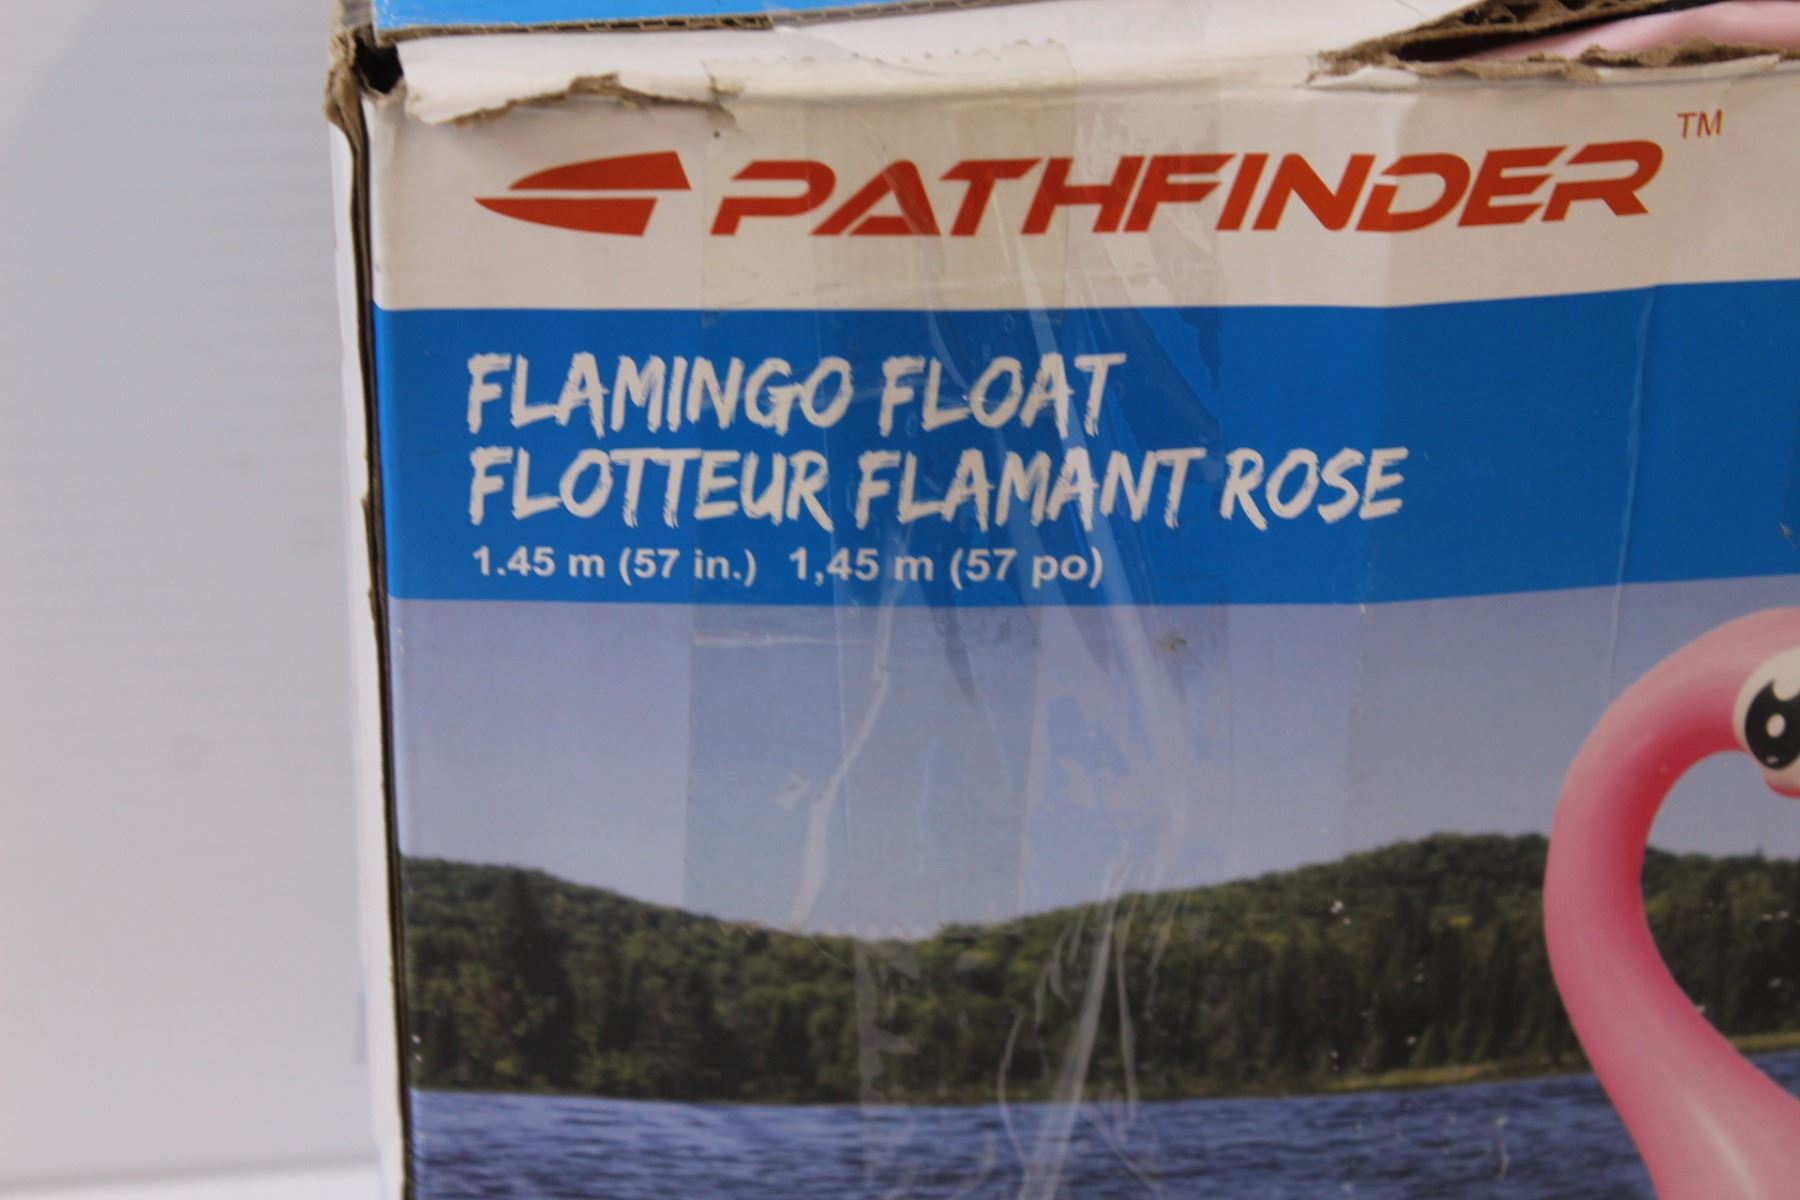 PATHFINDER™
FLAMINGO FLOAT
FLOTTEUR FLAMANT ROSE
1.45 m (57 in.) 1,45 m (57 po)